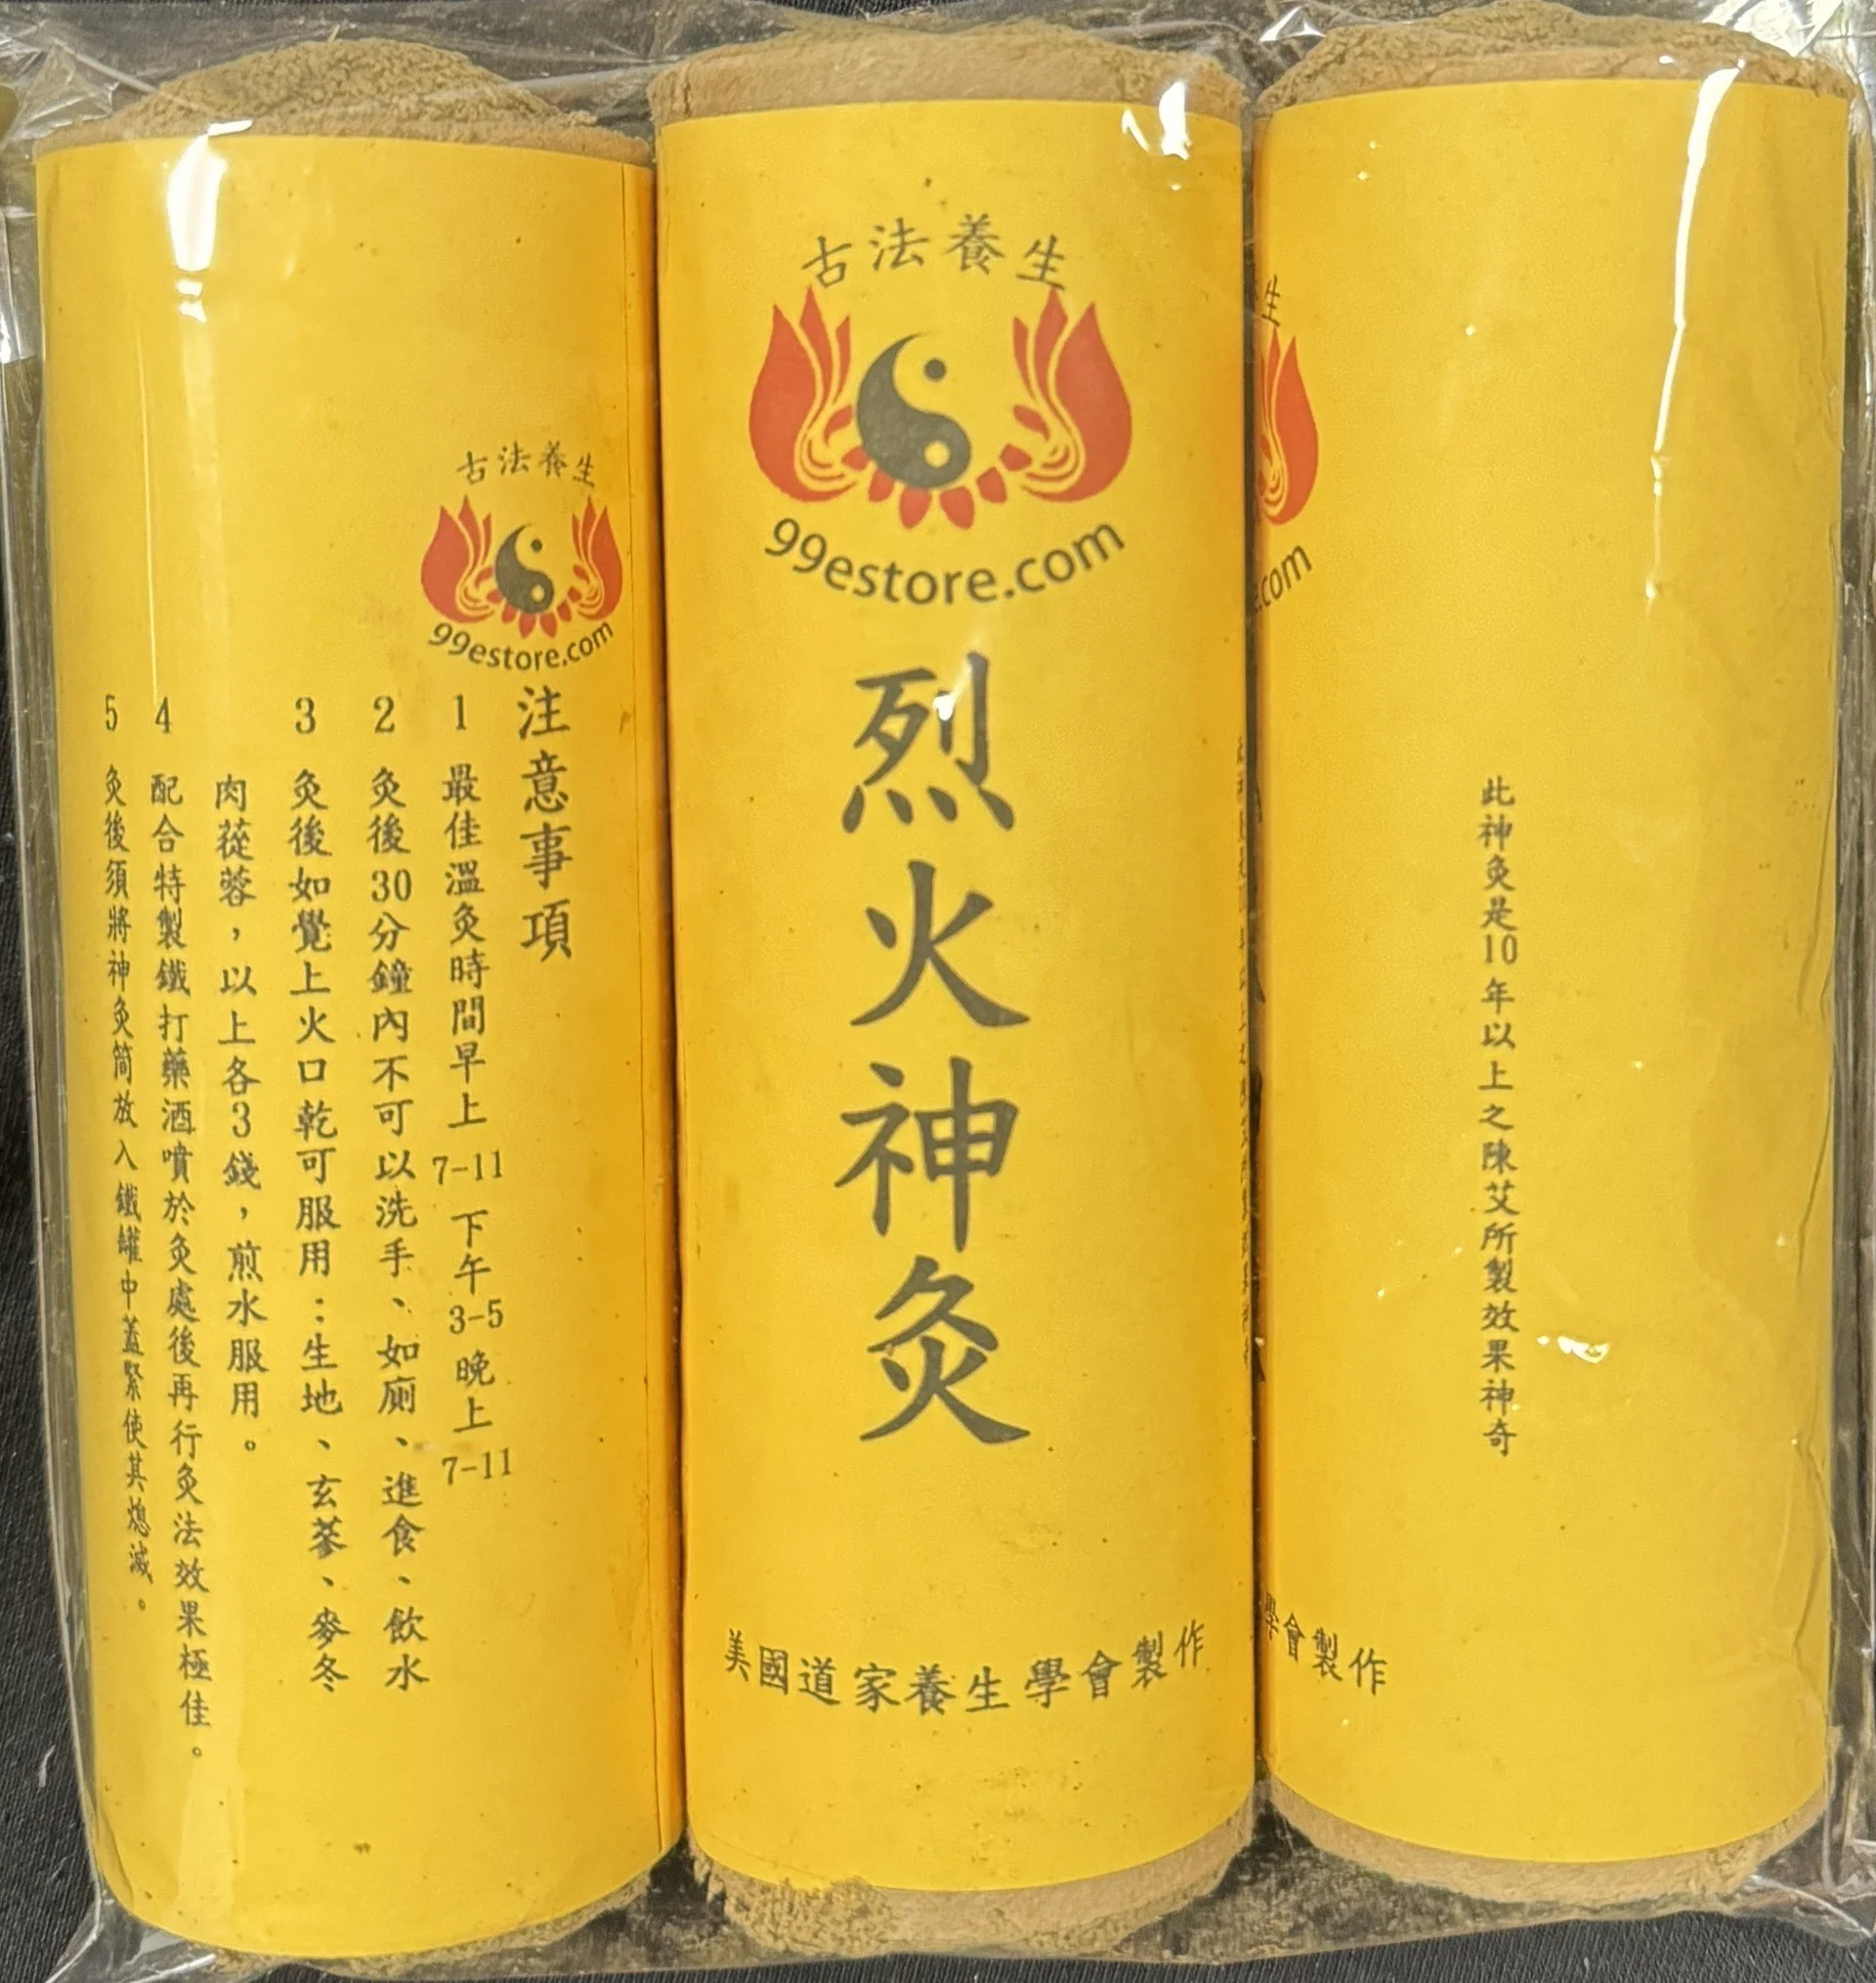 古法養生
99estore.com
注意事項
1 最佳溫灸時間早上 7-11 下午 3-5 晚上 7-11
2 灸後30分鐘內不可以洗手、如廁、進食、飲水
3 灸後如覺上火口乾可服用：生地、玄蔘、麥冬
肉蓯蓉，以上各3錢，煎水服用。
4 配合特製鐵打藥酒噴於灸處後再行灸法效果極佳。
5 灸後須將神灸筒放入鐵罐中蓋緊使其熄滅。
古法養生
99estore.com
烈火神灸
美國道家養生學會製作
生
.com
此神灸是10年以上之陳艾所製效果神奇
學會製作